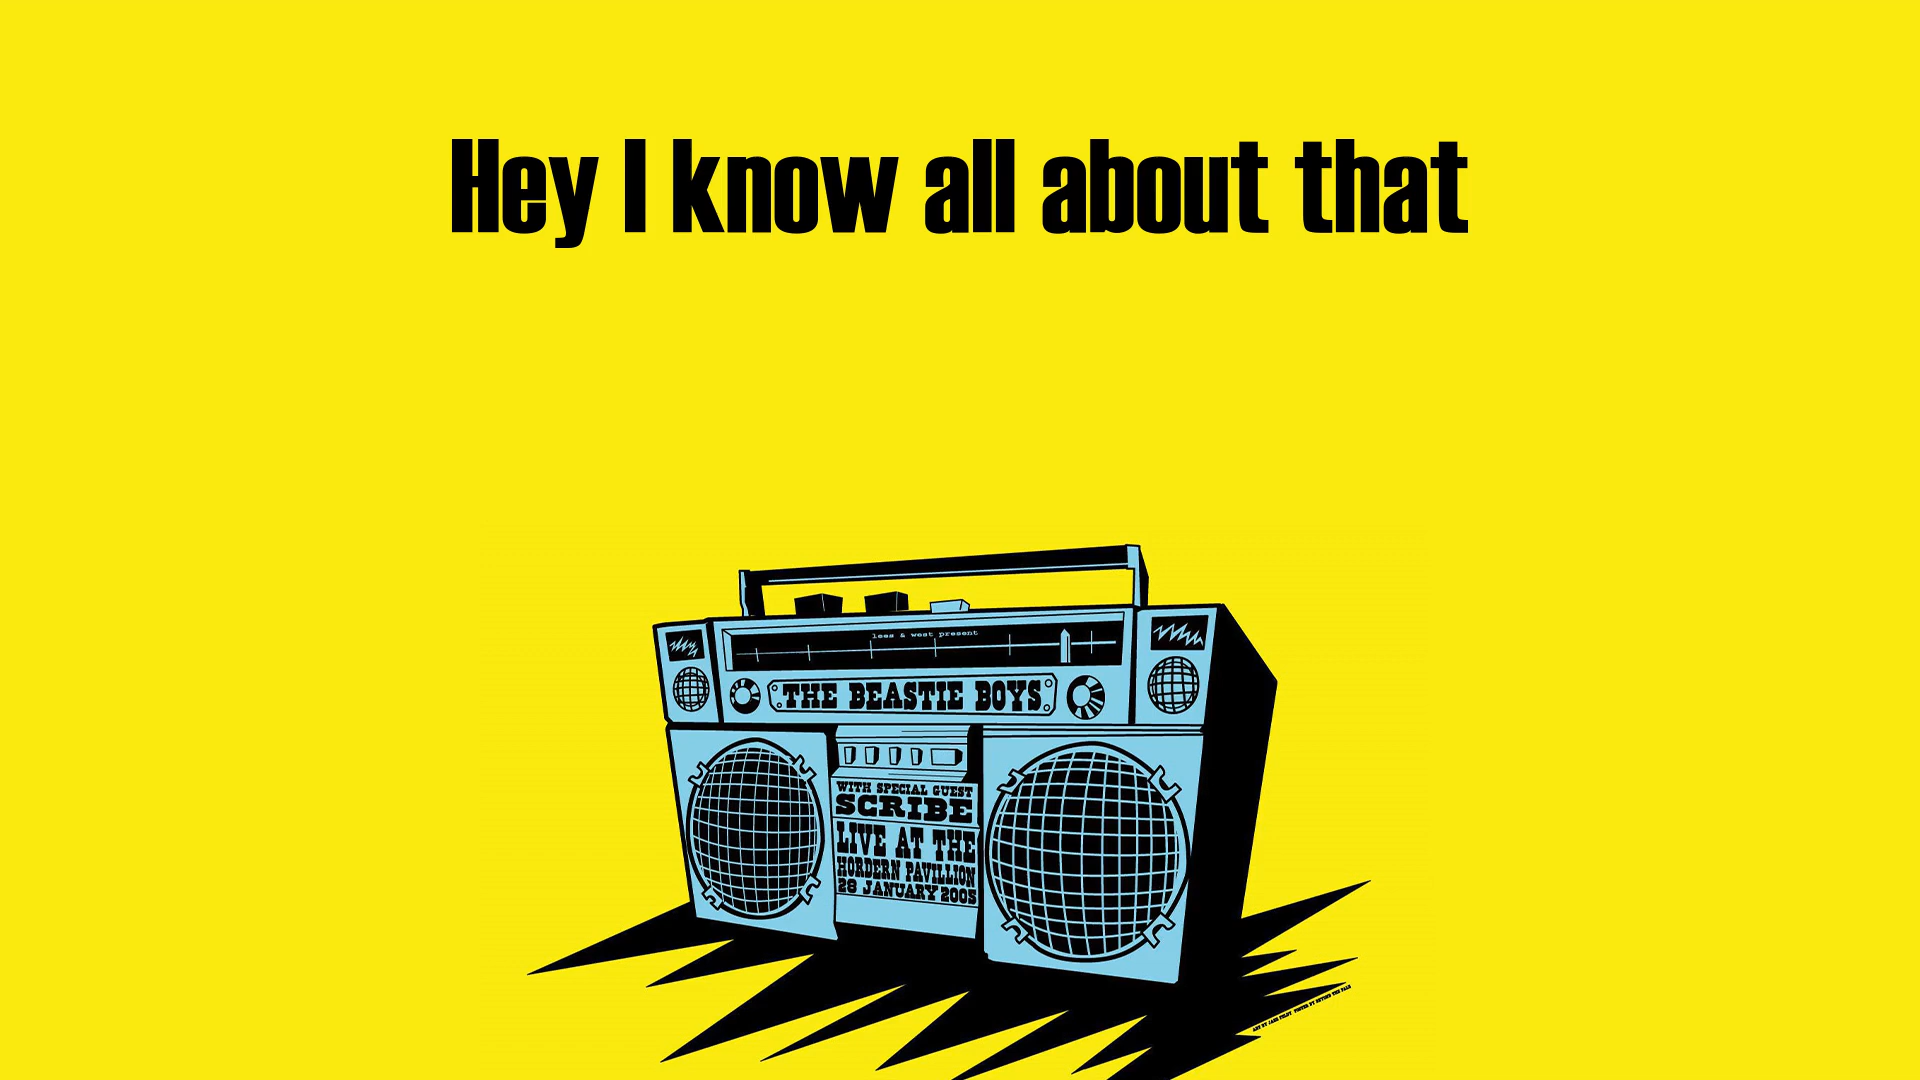 Hey I know all about that
lees & west present
THE BEASTIE BOYS
WITH SPECIAL GUEST
SCRIBE
LIVE AT THE
HORDERN PAVILLION
28 JANUARY 2005